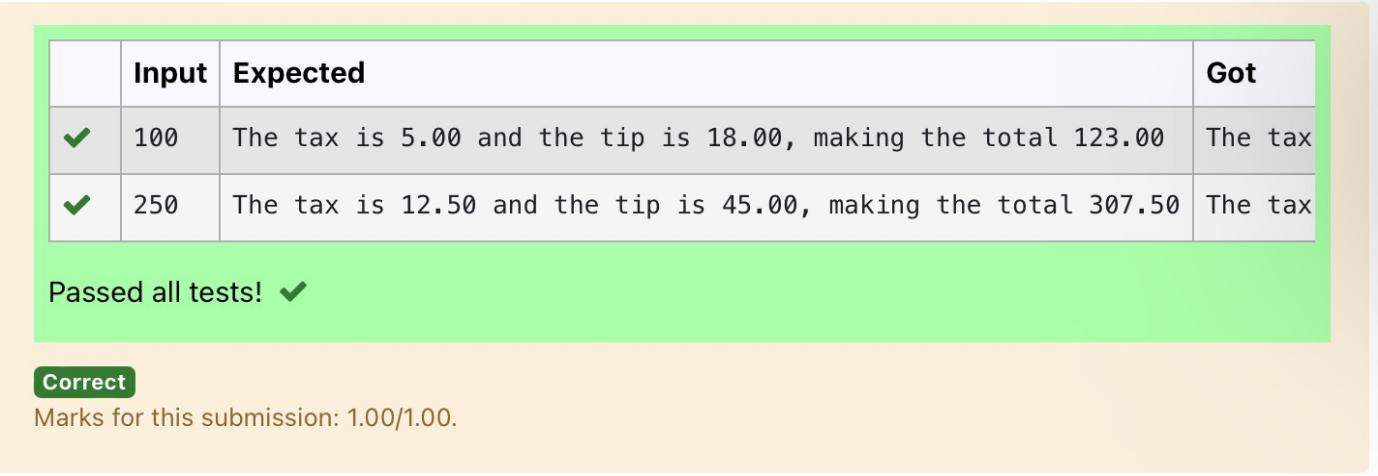 Input Expected Got
100 The tax is 5.00 and the tip is 18.00, making the total 123.00 The tax
250 The tax is 12.50 and the tip is 45.00, making the total 307.50 The tax
Passed all tests!
Correct
Marks for this submission: 1.00/1.00.